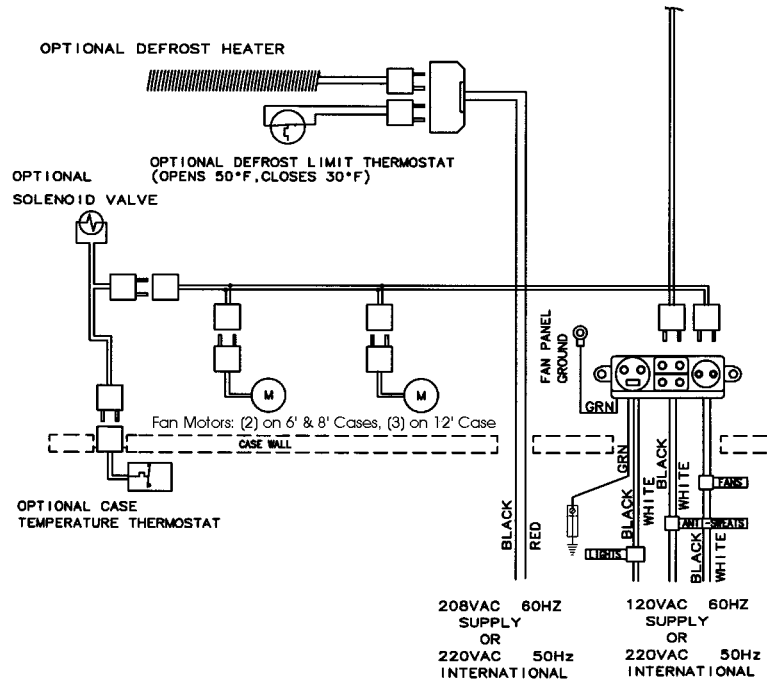 OPTIONAL DEFROST HEATER
OPTIONAL DEFROST LIMIT THERMOSTAT
(OPENS 50°F,CLOSES 30°F)
OPTIONAL
SOLENOID VALVE
FAN PANEL
GROUND
GRN
M
M
Fan Motors: (2) on 6' & 8' Cases, (3) on 12' Case
CASE WALL
OPTIONAL CASE
TEMPERATURE THERMOSTAT
BLACK
RED
GRN
BLACK
WHITE
BLACK
WHITE
BLACK
WHITE
FANS
ANTI-SWEATS
LIGHTS
208VAC 60HZ
SUPPLY
OR
220VAC 50Hz
INTERNATIONAL
120VAC 60HZ
SUPPLY
OR
220VAC 50Hz
INTERNATIONAL